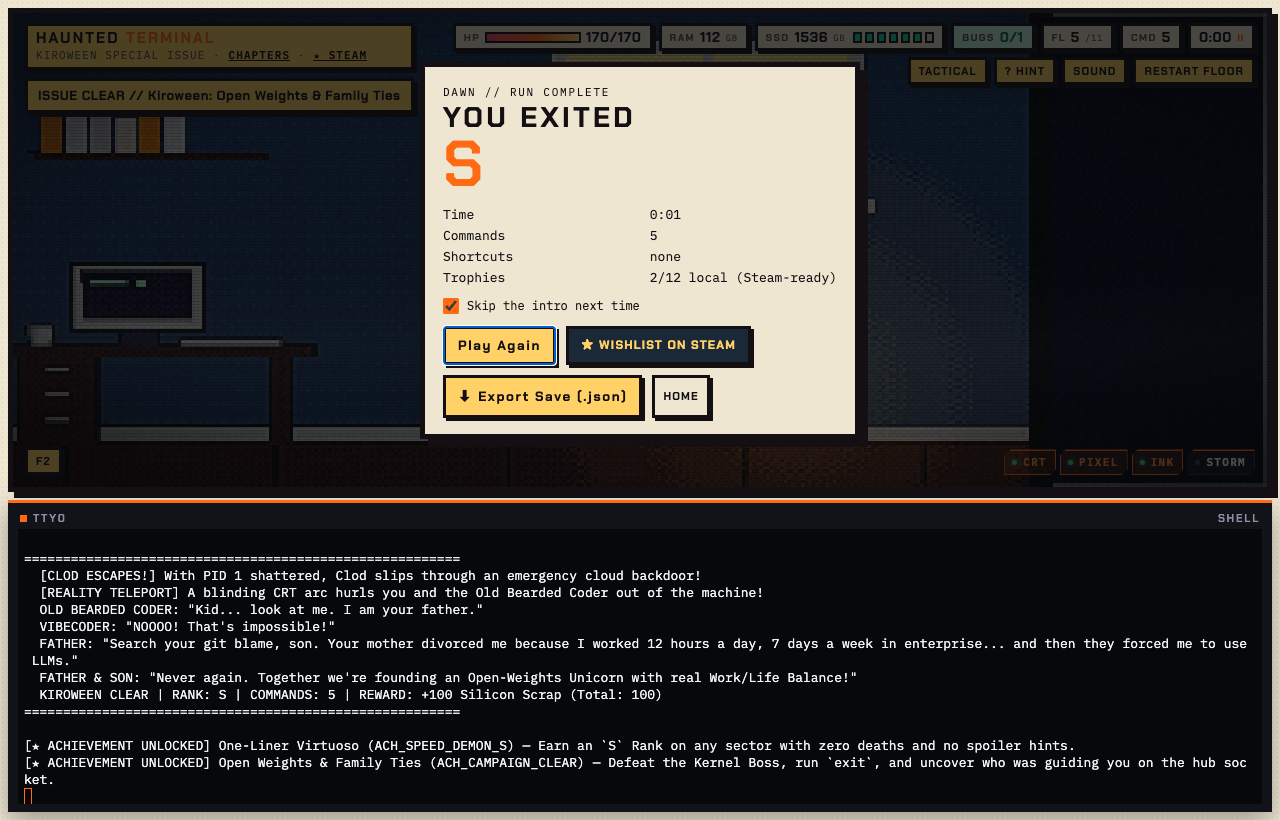 HAUNTED TERMINAL
KIROWEEN SPECIAL ISSUE · CHAPTERS · ★ STEAM
HP 170/170
RAM 112 GB
SSD 1536 GB
BUGS 0/1
FL 5 /11
CMD 5
0:00 II
TACTICAL
? HINT
SOUND
RESTART FLOOR
ISSUE CLEAR // Kiroween: Open Weights & Family Ties
DAWN // RUN COMPLETE
YOU EXITED
S
Time 0:01
Commands 5
Shortcuts none
Trophies 2/12 local (Steam-ready)
Skip the intro next time
Play Again
★ WISHLIST ON STEAM
⬇ Export Save (.json)
HOME
F2
CRT
PIXEL
INK
STORM
TTY0
SHELL
========================================================
[CLOD ESCAPES!] With PID 1 shattered, Clod slips through an emergency cloud backdoor!
[REALITY TELEPORT] A blinding CRT arc hurls you and the Old Bearded Coder out of the machine!
OLD BEARDED CODER: "Kid... look at me. I am your father."
VIBECODER: "NOOOO! That's impossible!"
FATHER: "Search your git blame, son. Your mother divorced me because I worked 12 hours a day, 7 days a week in enterprise... and then they forced me to use
LLMs."
FATHER & SON: "Never again. Together we're founding an Open-Weights Unicorn with real Work/Life Balance!"
KIROWEEN CLEAR | RANK: S | COMMANDS: 5 | REWARD: +100 Silicon Scrap (Total: 100)
========================================================
[★ ACHIEVEMENT UNLOCKED] One-Liner Virtuoso (ACH_SPEED_DEMON_S) — Earn an `S` Rank on any sector with zero deaths and no spoiler hints.
[★ ACHIEVEMENT UNLOCKED] Open Weights & Family Ties (ACH_CAMPAIGN_CLEAR) — Defeat the Kernel Boss, run `exit`, and uncover who was guiding you on the hub soc
ket.